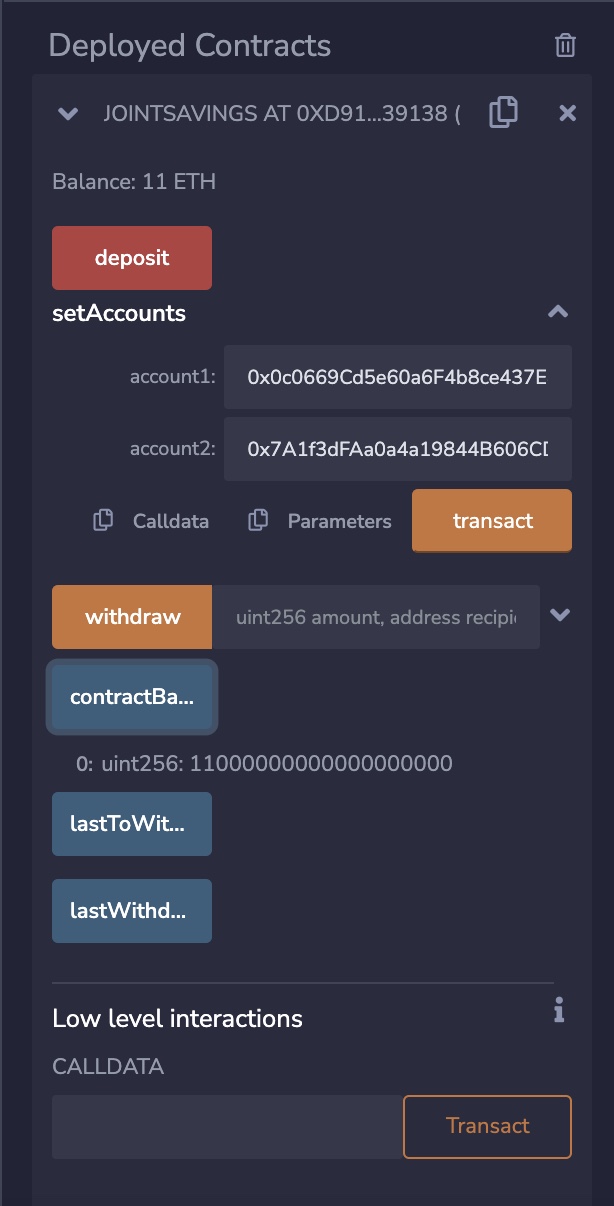 Deployed Contracts
JOINTSAVINGS AT 0XD91...39138 (
Balance: 11 ETH
deposit
setAccounts
account1: 0x0c0669Cd5e60a6F4b8ce437E
account2: 0x7A1f3dFAa0a4a19844B606CD
Calldata Parameters transact
withdraw uint256 amount, address recipi
contractBa...
0: uint256: 11000000000000000000
lastToWit...
lastWithd...
Low level interactions
CALLDATA
Transact